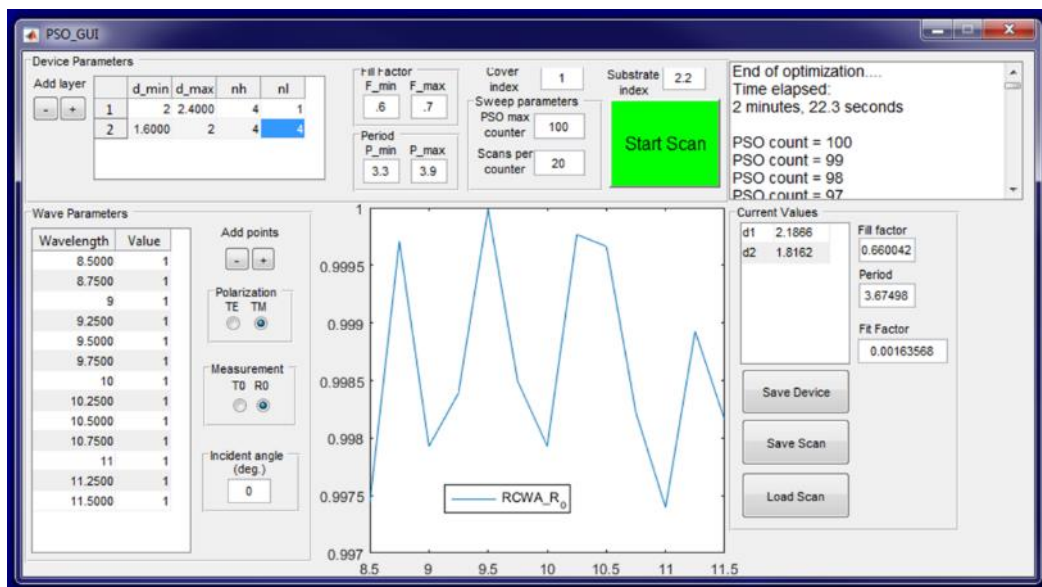 PSO_GUI
Device Parameters
Add layer
- +
d_min d_max nh nl
1 2 2.4000 4 1
2 1.6000 2 4 4
Fill Factor
F_min F_max
.6 .7
Period
P_min P_max
3.3 3.9
Cover
index
1
Substrate
index
2.2
Sweep parameters
PSO max
counter
100
Scans per
counter
20
Start Scan
End of optimization....
Time elapsed:
2 minutes, 22.3 seconds
PSO count = 100
PSO count = 99
PSO count = 98
PSO count = 97
Wave Parameters
Wavelength Value
8.5000 1
8.7500 1
9 1
9.2500 1
9.5000 1
9.7500 1
10 1
10.2500 1
10.5000 1
10.7500 1
11 1
11.2500 1
11.5000 1
Add points
- +
Polarization
TE TM
Measurement
T0 R0
Incident angle
(deg.)
0
1
0.9995
0.999
0.9985
0.998
0.9975
0.997
8.5 9 9.5 10 10.5 11 11.5
RCWA_R0
Current Values
d1 2.1866
d2 1.8162
Fill factor
0.660042
Period
3.67498
Fit Factor
0.00163568
Save Device
Save Scan
Load Scan